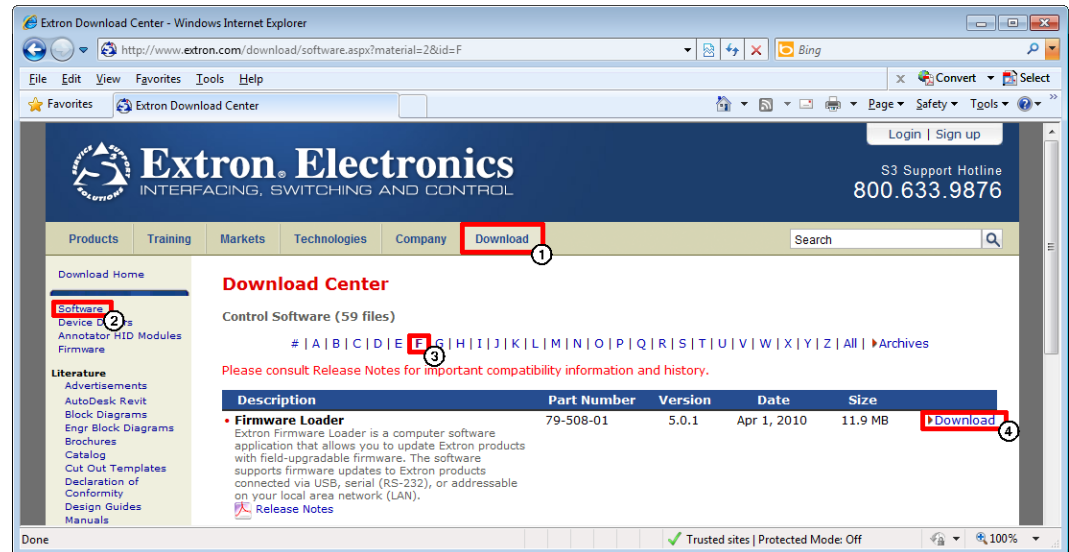 Extron Download Center - Windows Internet Explorer
http://www.extron.com/download/software.aspx?material=2&id=F
Bing
File Edit View Favorites Tools Help
x Convert Select
Favorites Extron Download Center
Page Safety Tools
Login | Sign up
SERVICE SUPPORT SOLUTIONS
Extron® Electronics
INTERFACING, SWITCHING AND CONTROL
S3 Support Hotline
800.633.9876
Products Training Markets Technologies Company Download
Search
1
Download Home
Software
2
Device
Annotator HID Modules
Firmware
Literature
Advertisements
AutoDesk Revit
Block Diagrams
Engr Block Diagrams
Brochures
Catalog
Cut Out Templates
Declaration of
Conformity
Design Guides
Manuals
Download Center
Control Software (59 files)
# | A | B | C | D | E | F | G | H | I | J | K | L | M | N | O | P | Q | R | S | T | U | V | W | X | Y | Z | All | Archives
3
Please consult Release Notes for important compatibility information and history.
Description Part Number Version Date Size
• Firmware Loader 79-508-01 5.0.1 Apr 1, 2010 11.9 MB Download
4
Extron Firmware Loader is a computer software
application that allows you to update Extron products
with field-upgradable firmware. The software
supports firmware updates to Extron products
connected via USB, serial (RS-232), or addressable
on your local area network (LAN).
Release Notes
Done
Trusted sites | Protected Mode: Off
100%